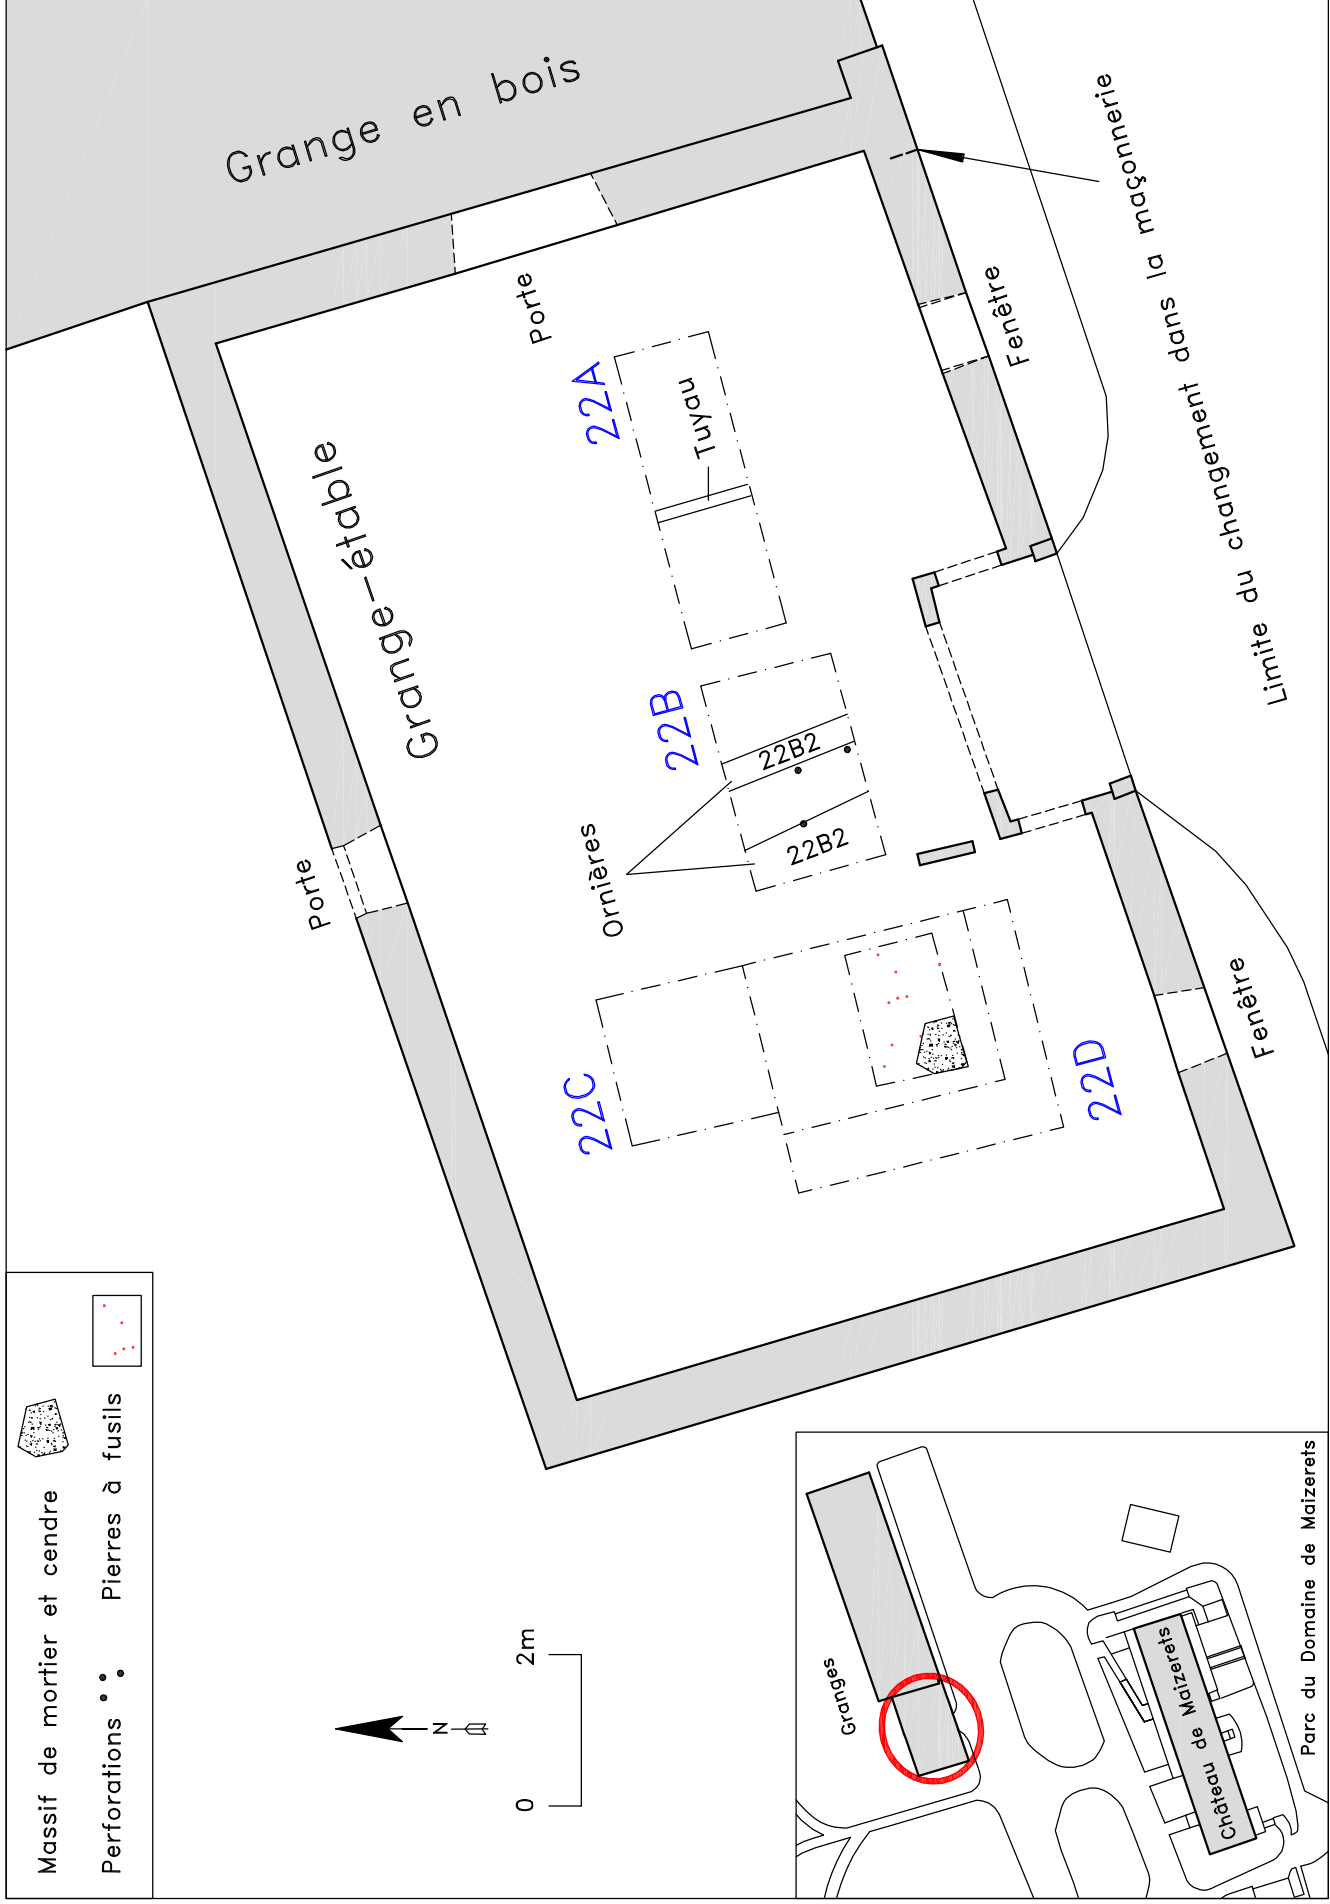 Grange en bois
Limite du changement dans la maçonnerie
Porte
Fenêtre
22A
Tuyau
Grange-étable
22B
22B2
22B2
Ornières
Porte
22C
22D
Fenêtre
Massif de mortier et cendre
Perforations
Pierres à fusils
N
0
2m
Granges
Château de Maizerets
Parc du Domaine de Maizerets